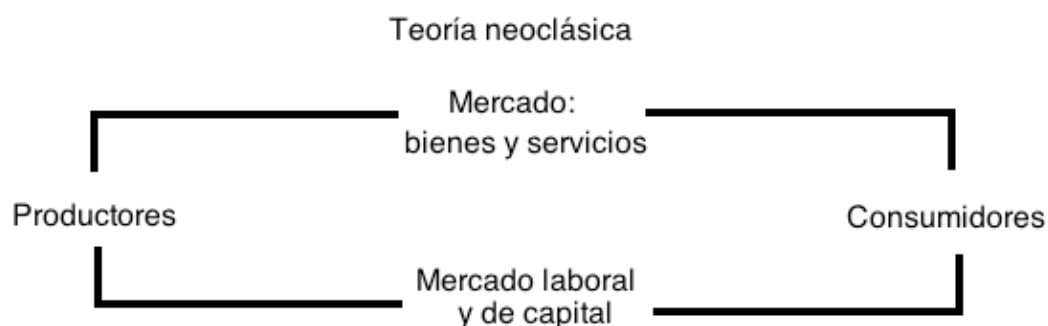 Teoría neoclásica
Mercado:
bienes y servicios
Productores
Consumidores
Mercado laboral
y de capital